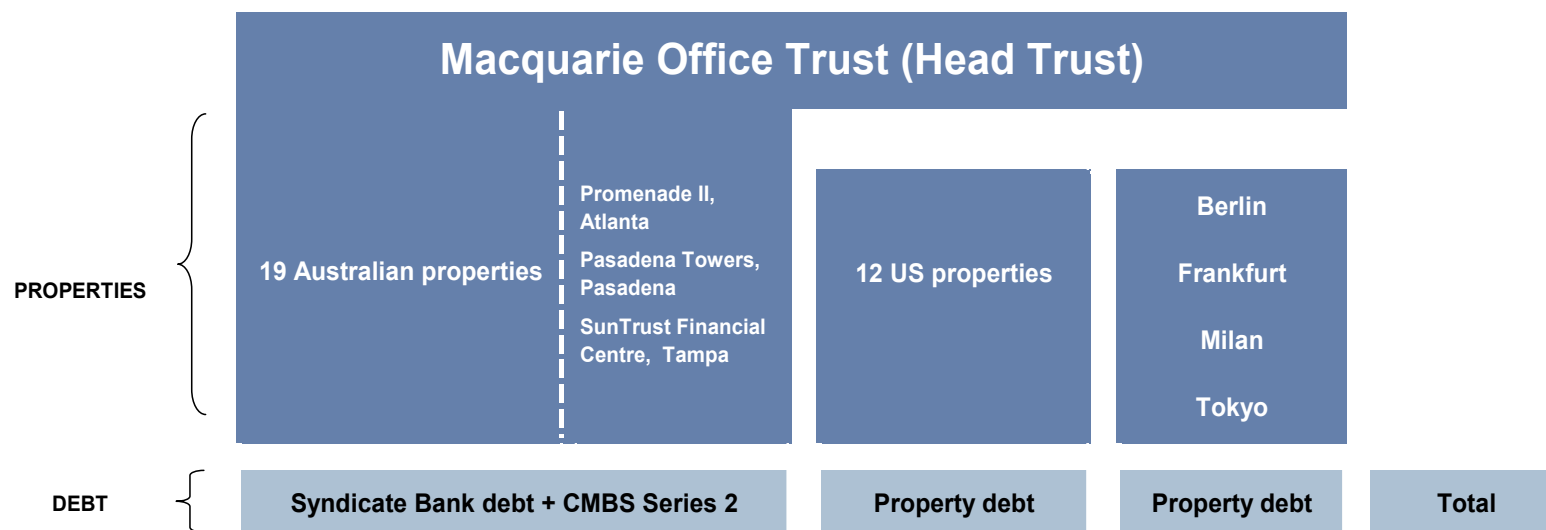 Macquarie Office Trust (Head Trust)
PROPERTIES
19 Australian properties
Promenade II,
Atlanta
Pasadena Towers,
Pasadena
SunTrust Financial
Centre, Tampa
12 US properties
Berlin
Frankfurt
Milan
Tokyo
DEBT
Syndicate Bank debt + CMBS Series 2
Property debt
Property debt
Total